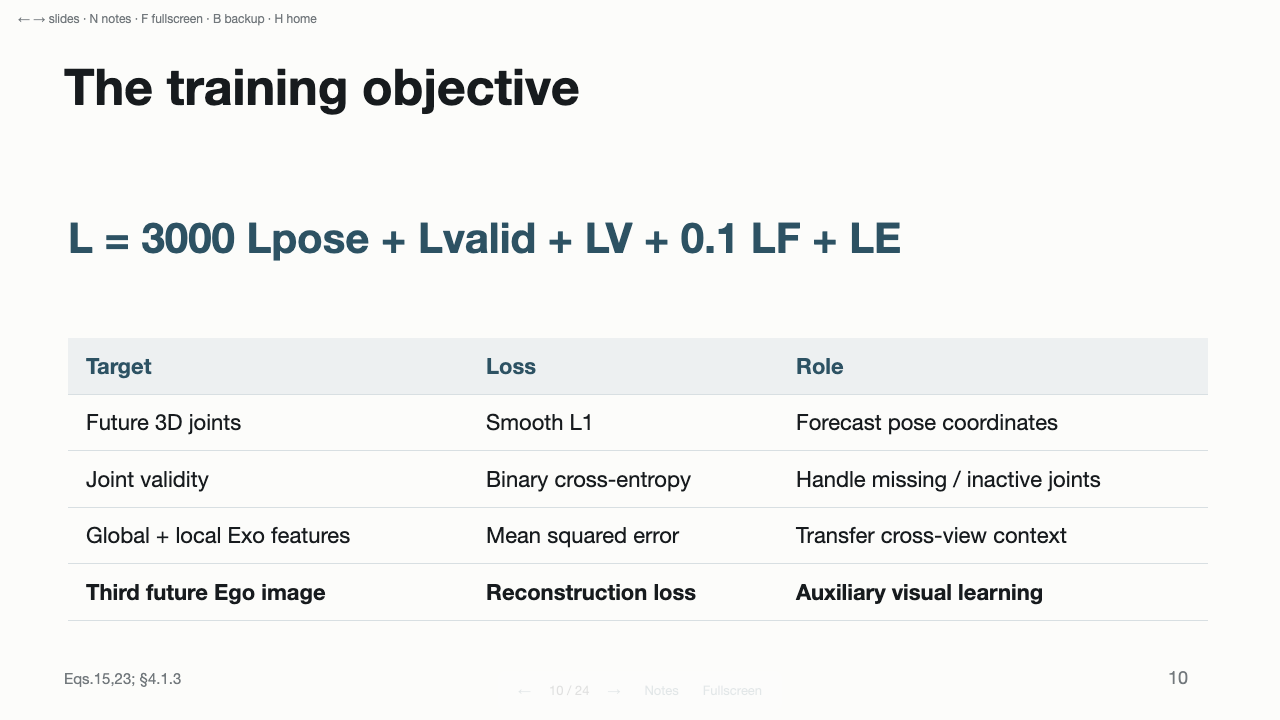 ←→ slides · N notes · F fullscreen · B backup · H home
The training objective
L = 3000 Lpose + Lvalid + LV + 0.1 LF + LE
Target Loss Role
Future 3D joints Smooth L1 Forecast pose coordinates
Joint validity Binary cross-entropy Handle missing / inactive joints
Global + local Exo features Mean squared error Transfer cross-view context
Third future Ego image Reconstruction loss Auxiliary visual learning
Eqs.15,23; §4.1.3
← 10 / 24 → Notes Fullscreen
10